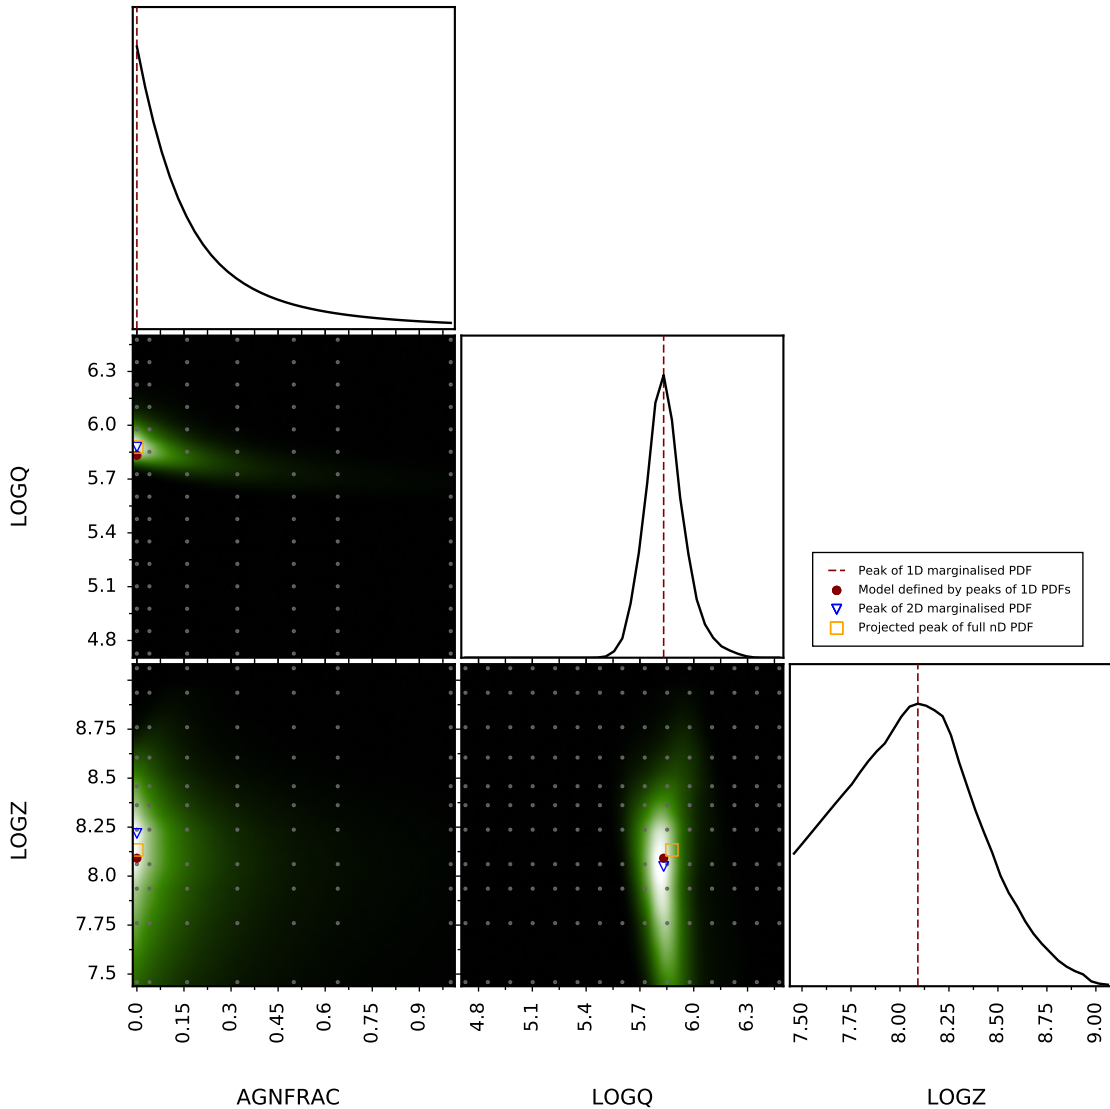 6.3
6.0
5.7
5.4
5.1
4.8
LOGQ
Peak of 1D marginalised PDF
Model defined by peaks of 1D PDFs
Peak of 2D marginalised PDF
Projected peak of full nD PDF
8.75
8.5
8.25
8.0
7.75
7.5
LOGZ
0.0 0.15 0.3 0.45 0.6 0.75 0.9
4.8 5.1 5.4 5.7 6.0 6.3
7.50 7.75 8.00 8.25 8.50 8.75 9.00
AGNFRAC LOGQ LOGZ